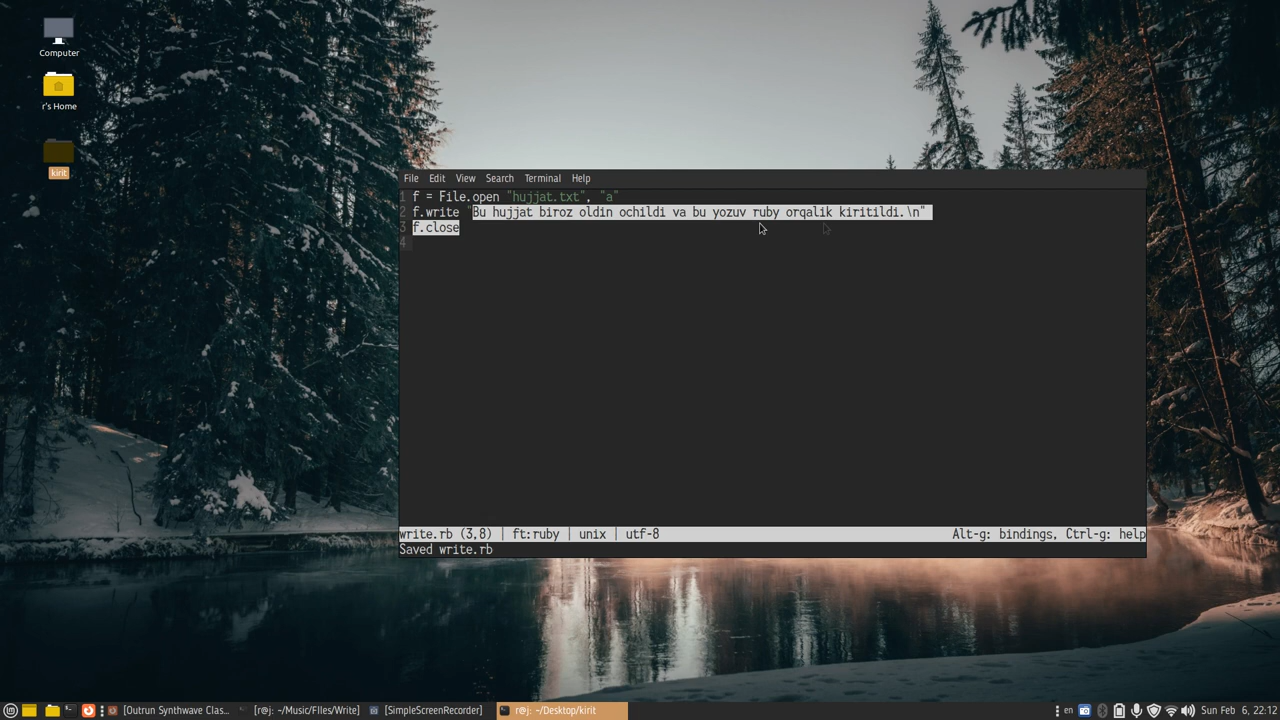 Computer
r's Home
kirit
File Edit View Search Terminal Help
1 f = File.open "hujjat.txt", "a"
2 f.write "Bu hujjat biroz oldin ochildi va bu yozuv ruby orqalik kiritildi.\n"
3 f.close
4
write.rb (3,8) | ft:ruby | unix | utf-8 Alt-g: bindings, Ctrl-g: help
Saved write.rb
[Outrun Synthwave Clas... [r@j: ~/Music/FIles/Write] [SimpleScreenRecorder] r@j: ~/Desktop/kirit en Sun Feb 6, 22:12